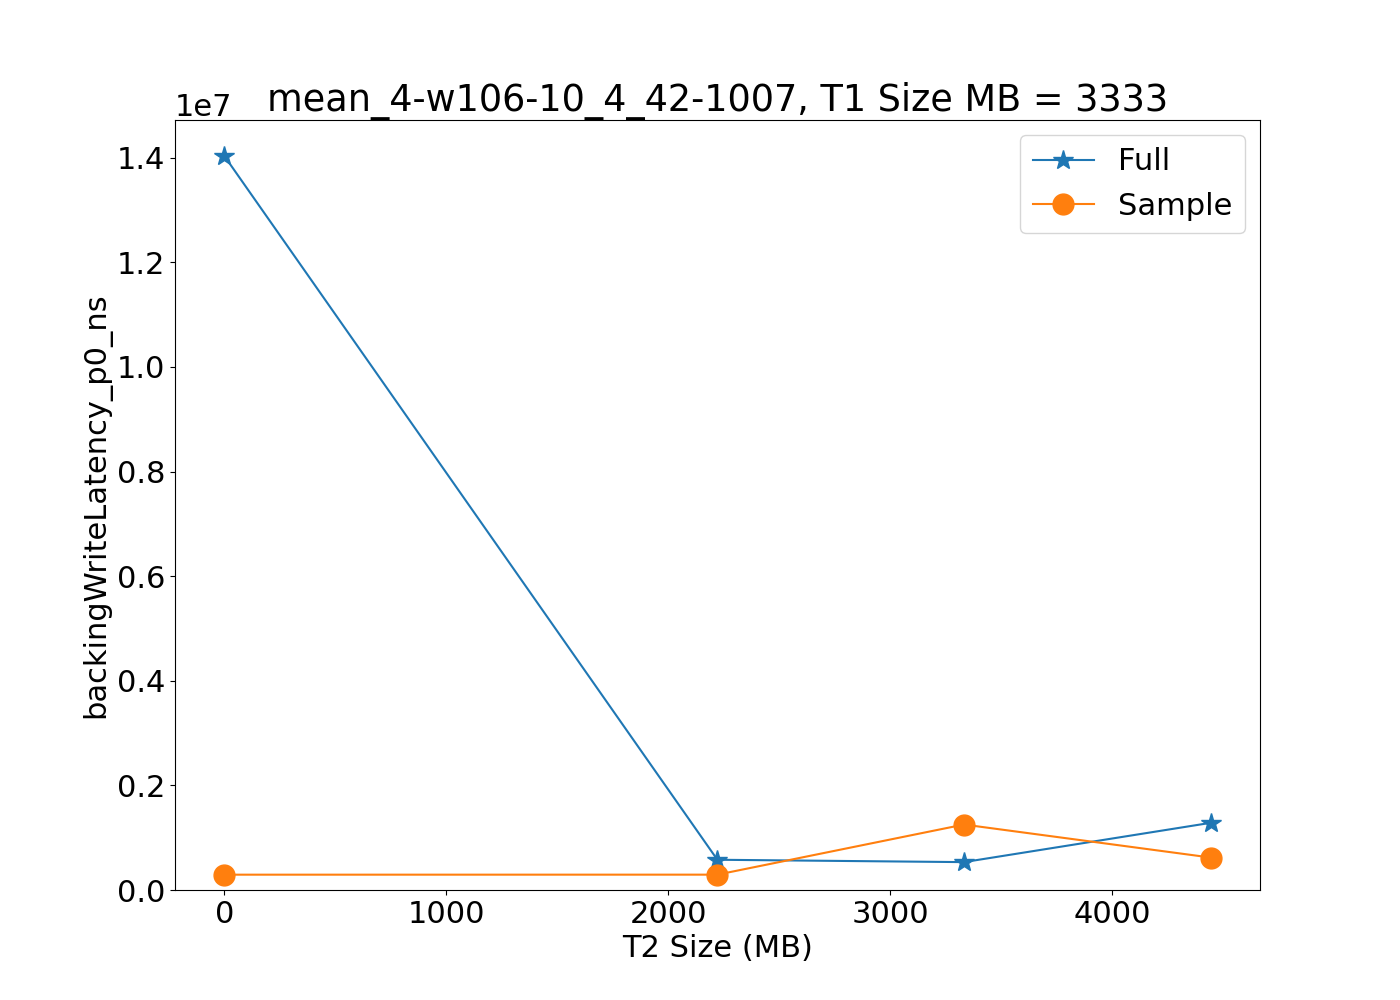 1e7
mean_4-w106-10_4_42-1007, T1 Size MB = 3333
Full
Sample
1.4
1.2
1.0
0.8
0.6
0.4
0.2
0.0
backingWriteLatency_p0_ns
0 1000 2000 3000 4000
T2 Size (MB)